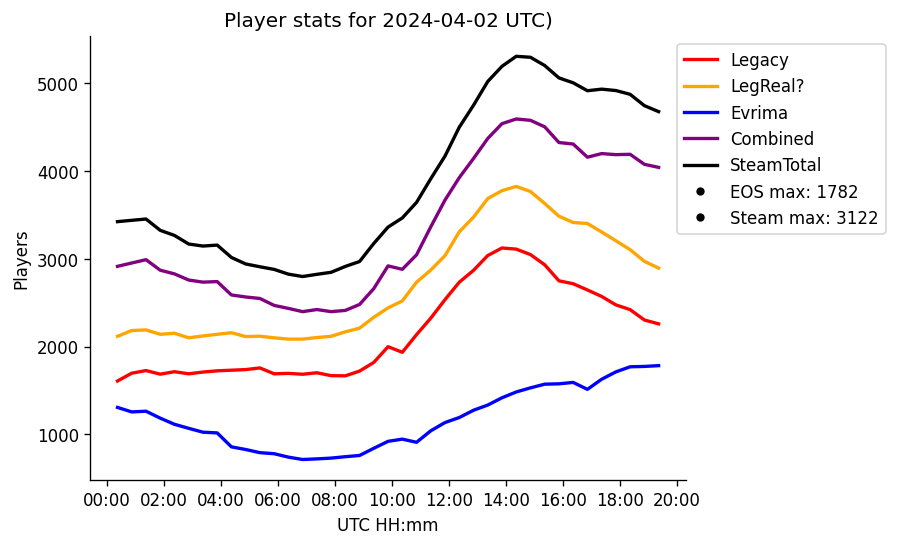 Player stats for 2024-04-02 UTC)
Legacy
LegReal?
Evrima
Combined
SteamTotal
EOS max: 1782
Steam max: 3122
Players
5000
4000
3000
2000
1000
00:00 02:00 04:00 06:00 08:00 10:00 12:00 14:00 16:00 18:00 20:00
UTC HH:mm